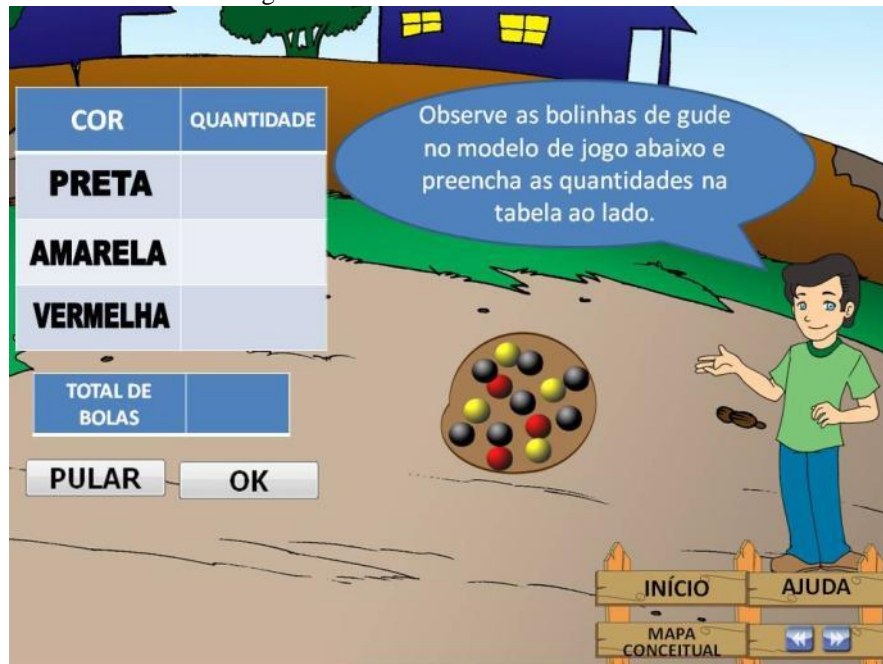 COR QUANTIDADE
PRETA
AMARELA
VERMELHA
TOTAL DE
BOLAS
PULAR OK
Observe as bolinhas de gude
no modelo de jogo abaixo e
preencha as quantidades na
tabela ao lado.
INÍCIO AJUDA
MAPA
CONCEITUAL